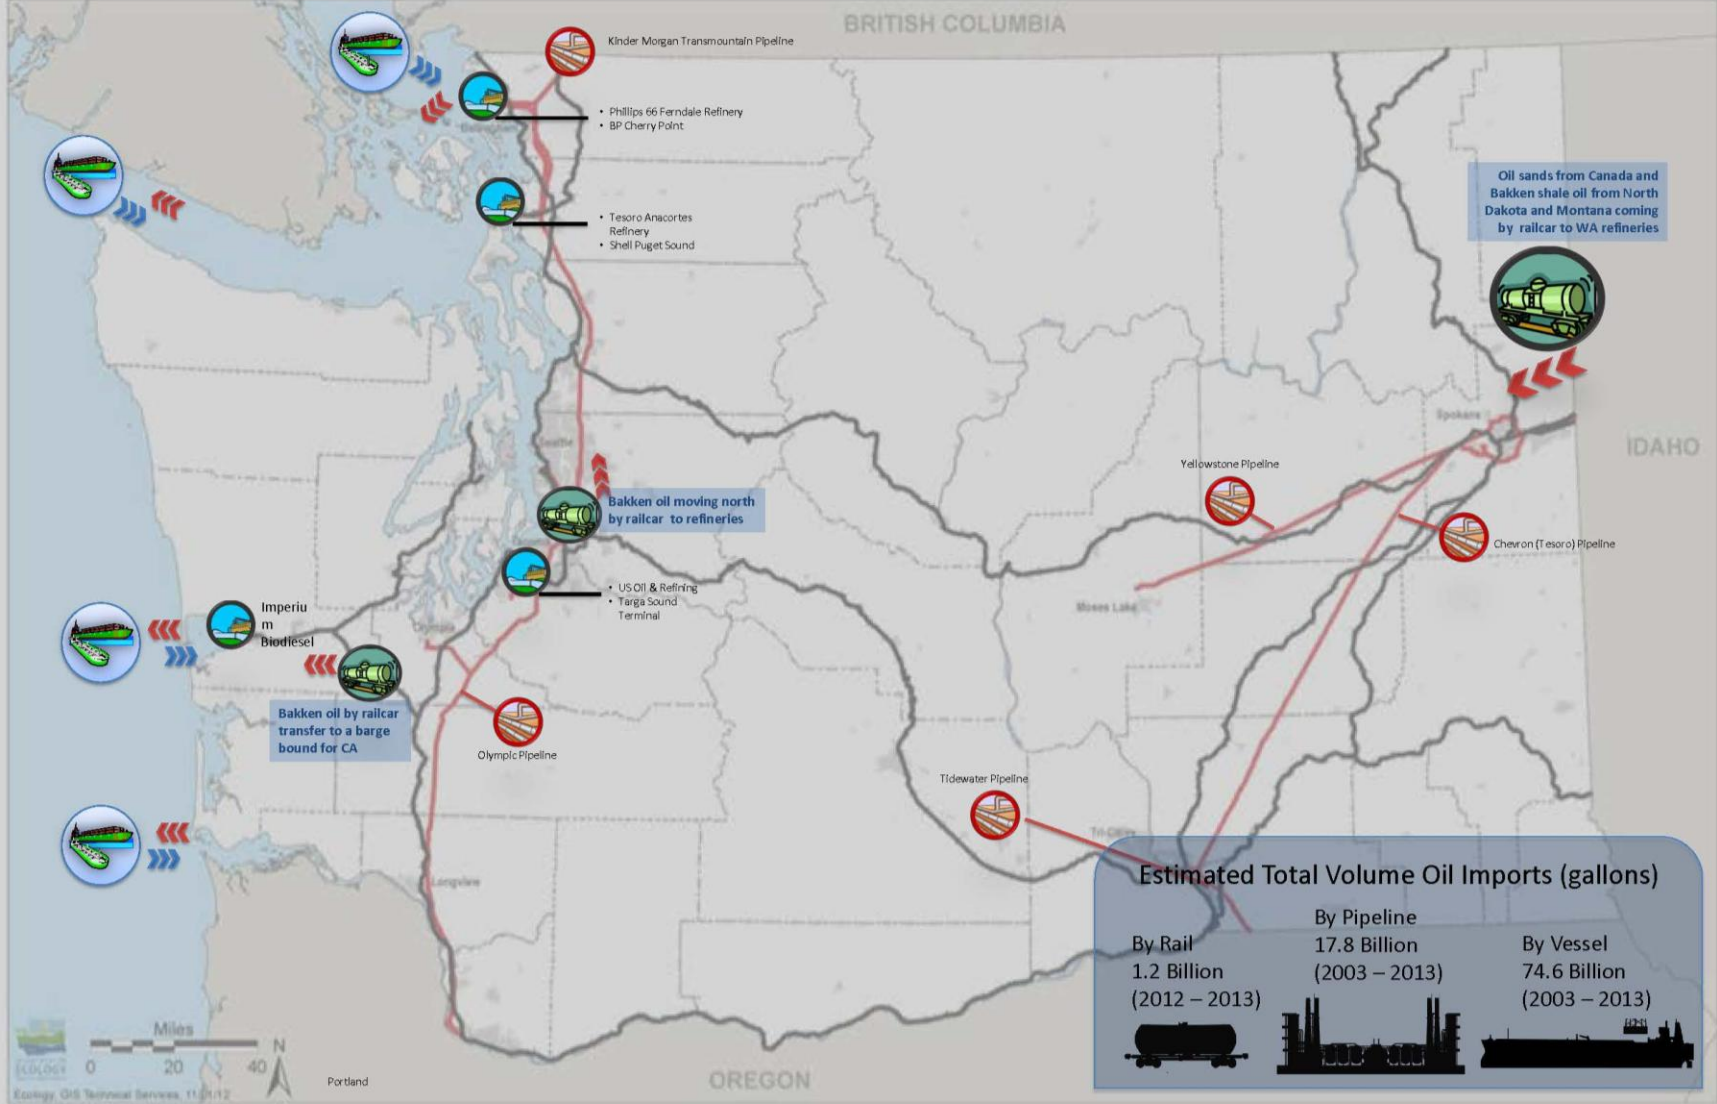 BRITISH COLUMBIA
Kinder Morgan Transmountain Pipeline
• Phillips 66 Ferndale Refinery
• BP Cherry Point
Bellingham
• Tesoro Anacortes
Refinery
• Shell Puget Sound
Oil sands from Canada and
Bakken shale oil from North
Dakota and Montana coming
by railcar to WA refineries
Spokane
IDAHO
Seattle
Yellowstone Pipeline
Bakken oil moving north
by railcar to refineries
Chevron (Tesoro) Pipeline
• US Oil & Refining
• Targa Sound
Terminal
Moses Lake
Imperiu
m
Biodiesel
Olympia
Bakken oil by railcar
transfer to a barge
bound for CA
Olympic Pipeline
Tidewater Pipeline
Tri-Cities
Longview
Estimated Total Volume Oil Imports (gallons)
By Rail
1.2 Billion
(2012 – 2013)
By Pipeline
17.8 Billion
(2003 – 2013)
By Vessel
74.6 Billion
(2003 – 2013)
Miles
N
0 20 40
ECOLOGY
Portland
OREGON
Ecology, GIS Technical Services,